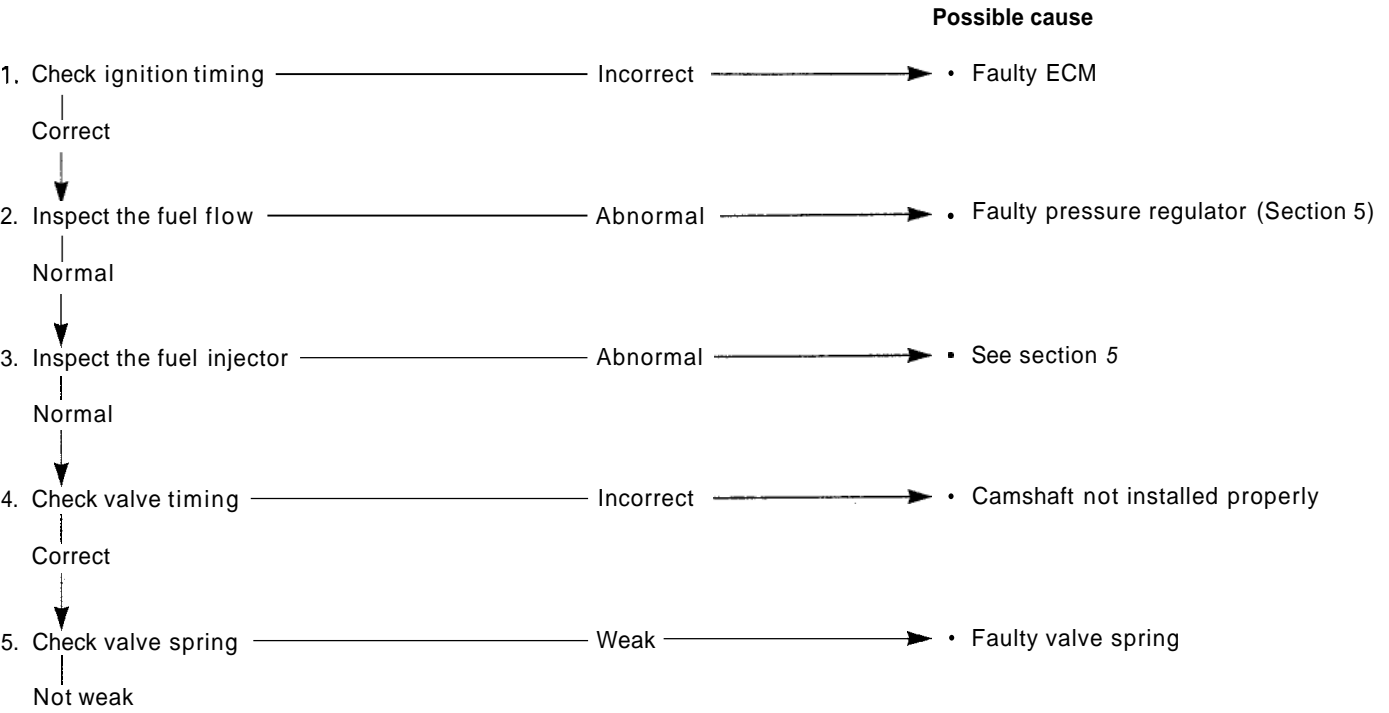 Possible cause
1. Check ignition timing Incorrect • Faulty ECM
Correct
2. Inspect the fuel flow Abnormal • Faulty pressure regulator (Section 5)
Normal
3. Inspect the fuel injector Abnormal • See section 5
Normal
4. Check valve timing Incorrect • Camshaft not installed properly
Correct
5. Check valve spring Weak • Faulty valve spring
Not weak